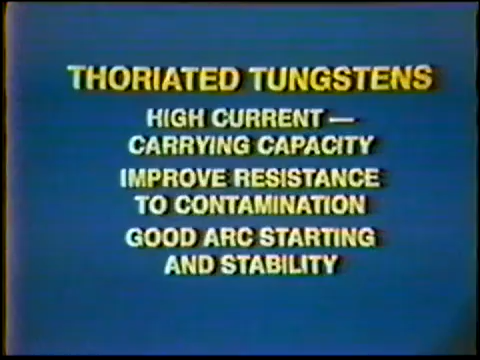 THORIATED TUNGSTENS
HIGH CURRENT —
CARRYING CAPACITY
IMPROVE RESISTANCE
TO CONTAMINATION
GOOD ARC STARTING
AND STABILITY